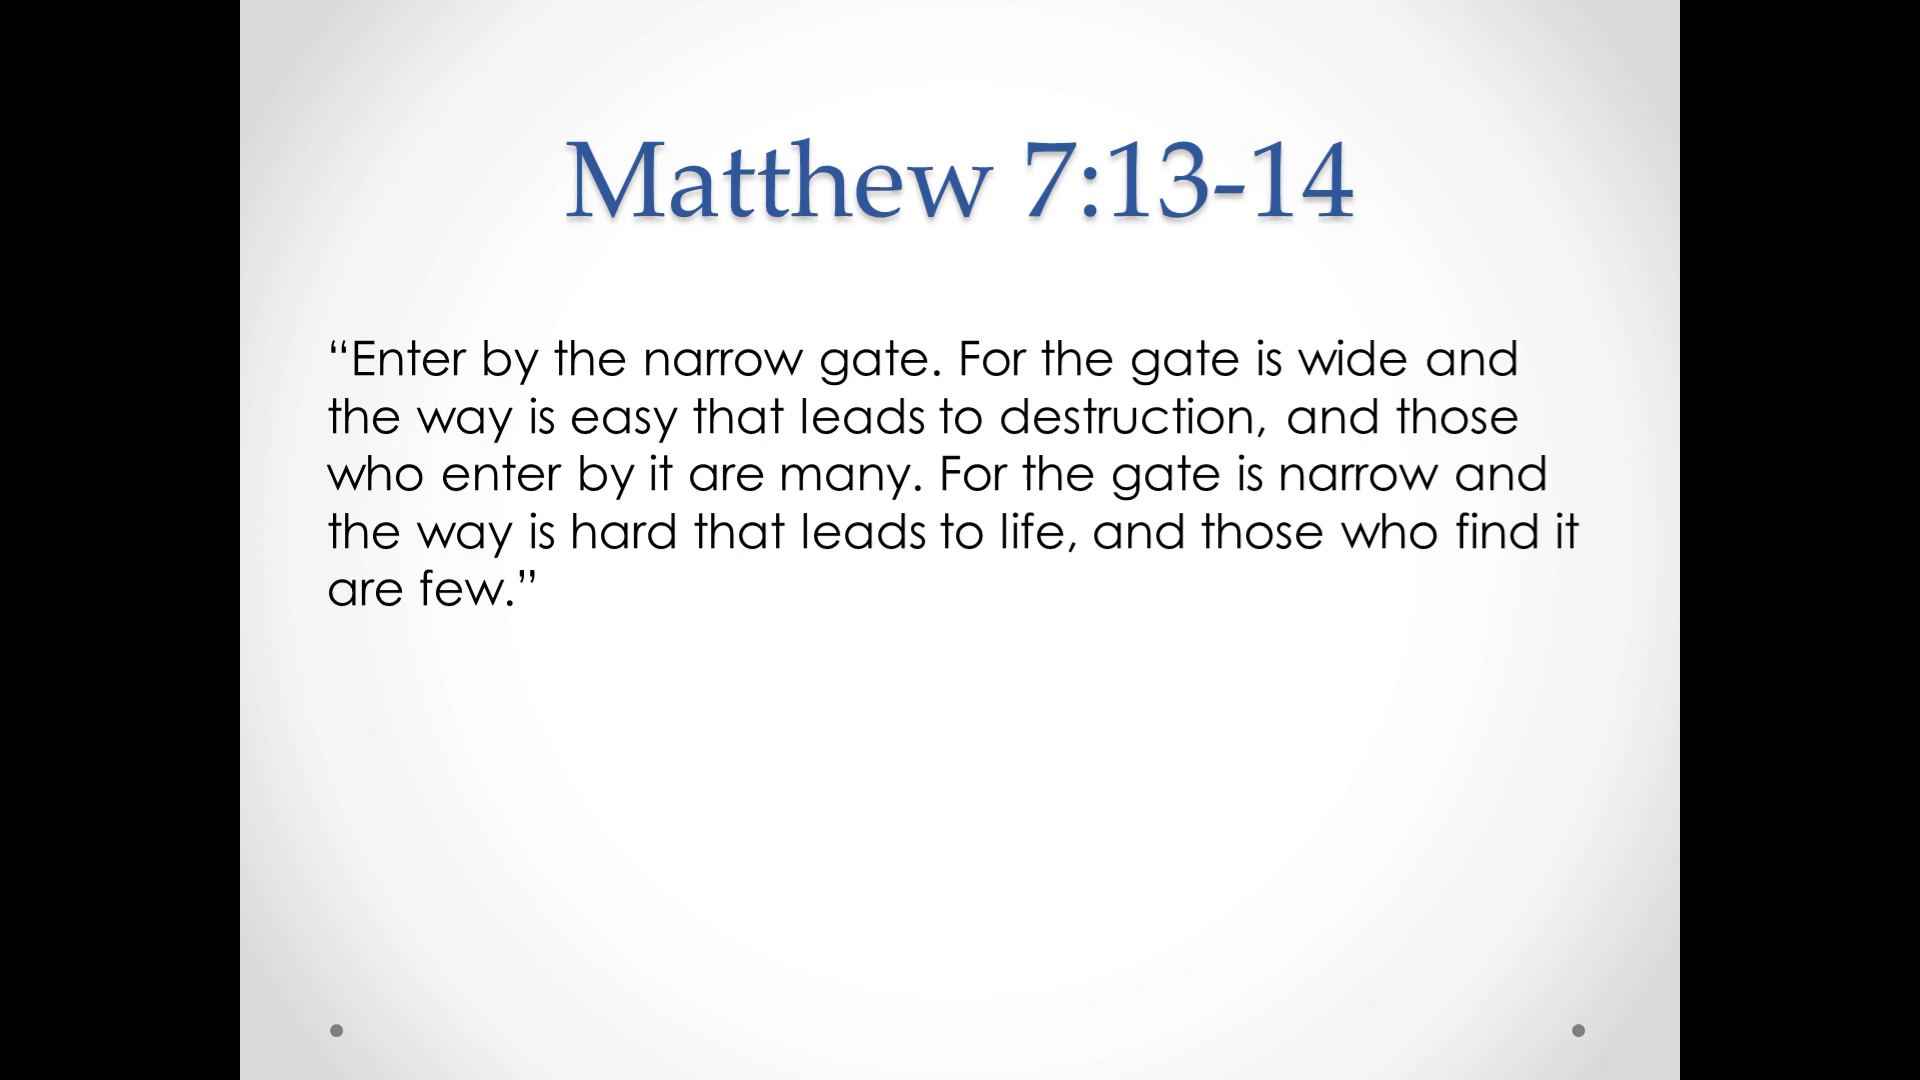 Matthew 7:13-14
“Enter by the narrow gate. For the gate is wide and
the way is easy that leads to destruction, and those
who enter by it are many. For the gate is narrow and
the way is hard that leads to life, and those who find it
are few.”